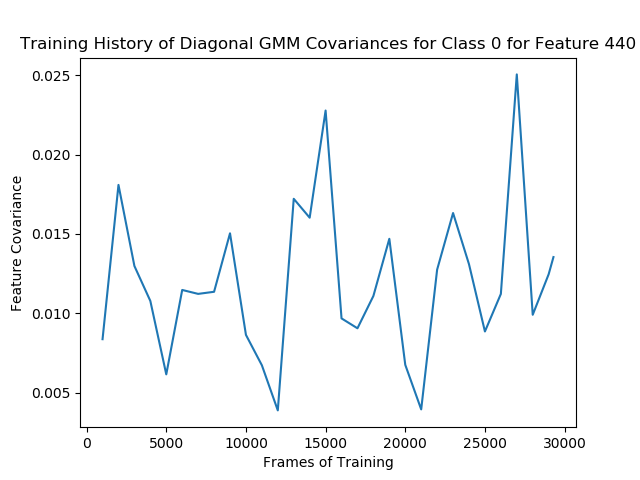 Training History of Diagonal GMM Covariances for Class 0 for Feature 440
0.025
0.020
0.015
0.010
0.005
Feature Covariance
0 5000 10000 15000 20000 25000 30000
Frames of Training